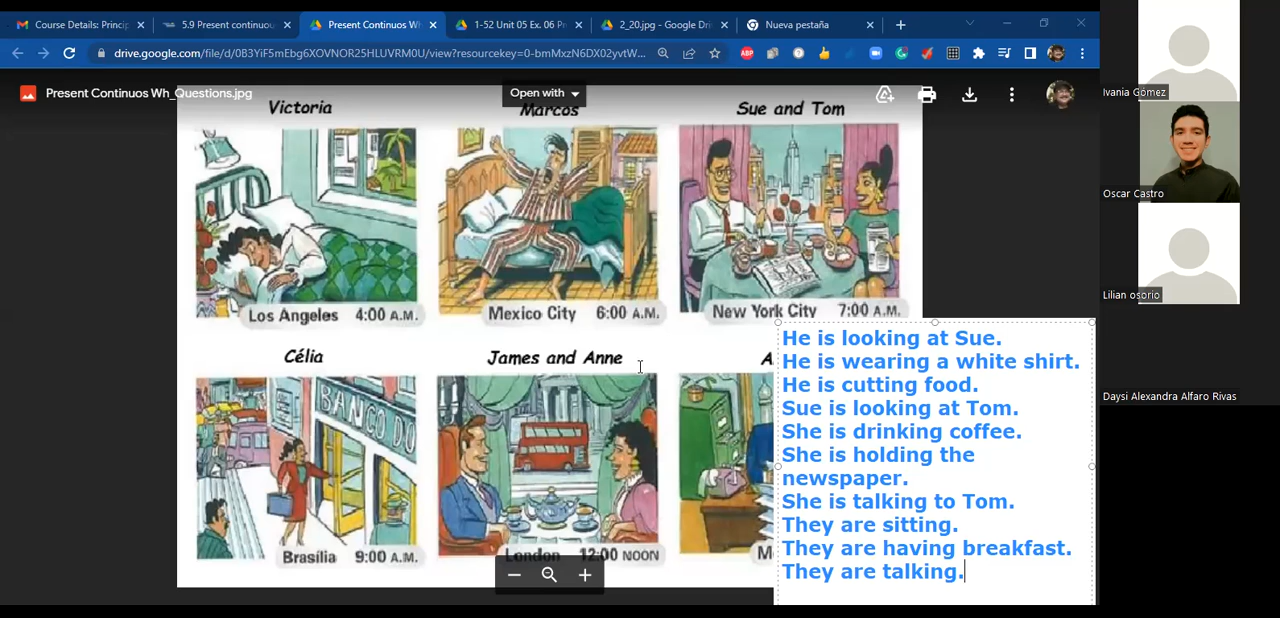 Course Details: Princip
5.9 Present continuou
Present Continuos Wh
1-52 Unit 05 Ex. 06 P
2_20.jpg - Google Dri
Nueva pestaña
drive.google.com/file/d/0B3YiF5mEbg6XOVNOR25HLUVRM0U/view?resourcekey=0-bmMxzN6DX02yvtW...
Present Continuos Wh_Questions.jpg
Open with
Victoria
Marcos
Sue and Tom
Los Angeles 4:00 A.M.
Mexico City 6:00 A.M.
New York City 7:00 A.M.
Célia
James and Anne
A
BANCO DO
Brasília 9:00 A.M.
London 12:00 NOON
M
He is looking at Sue.
He is wearing a white shirt.
He is cutting food.
Sue is looking at Tom.
She is drinking coffee.
She is holding the
newspaper.
She is talking to Tom.
They are sitting.
They are having breakfast.
They are talking.
Ivania Gómez
Oscar Castro
Lilian osorio
Daysi Alexandra Alfaro Rivas